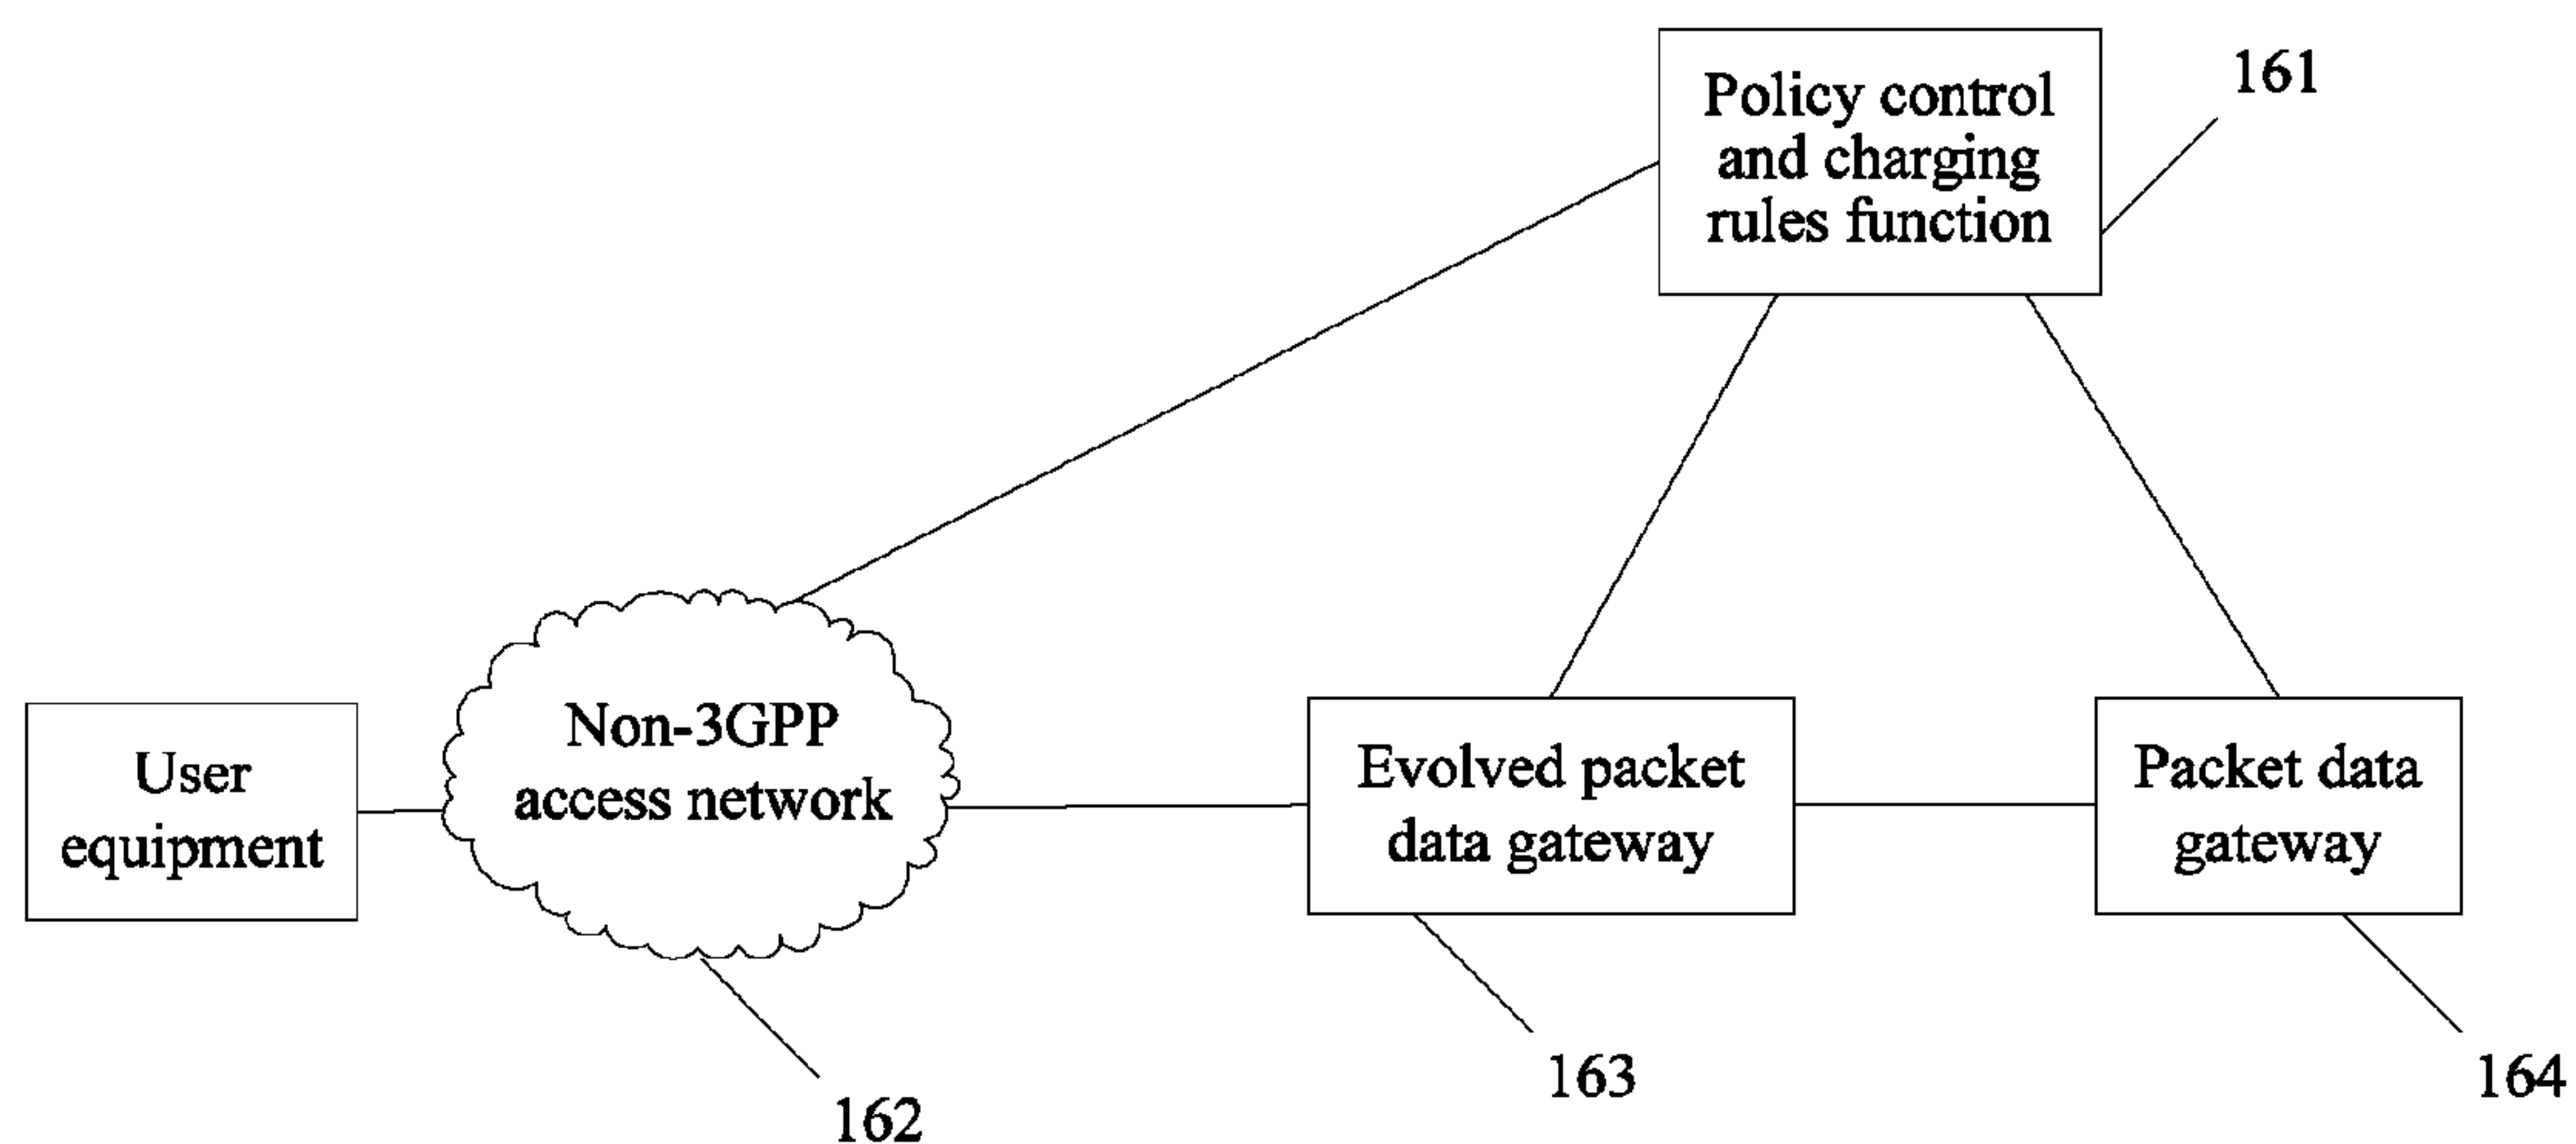 Policy control
and charging
rules function
161
Non-3GPP
access network
User
equipment
Evolved packet
data gateway
Packet data
gateway
162
163
164